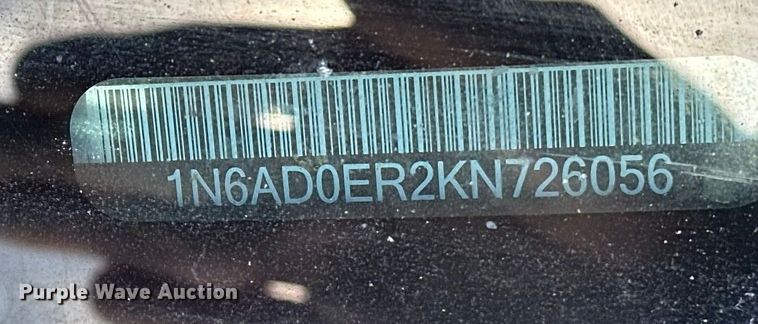 1N6AD0ER2KN726056
Purple Wave Auction